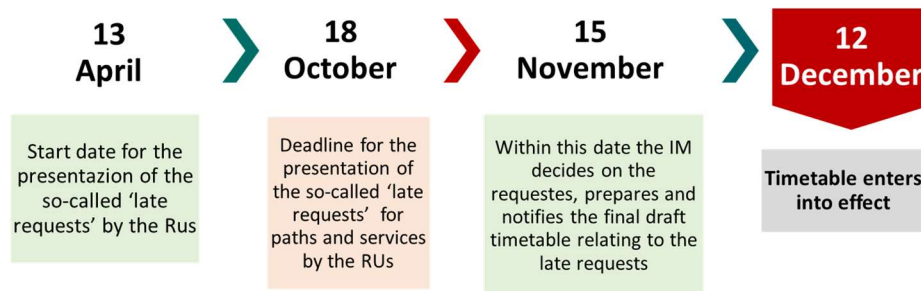 13
April
18
October
15
November
12
December
Start date for the
presentazion of the
so-called ‘late
requests’ by the Rus
Deadline for the
presentation of
the so-called ‘late
requests’ for
paths and services
by the RUs
Within this date the IM
decides on the
requestes, prepares and
notifies the final draft
timetable relating to the
late requests
Timetable enters
into effect